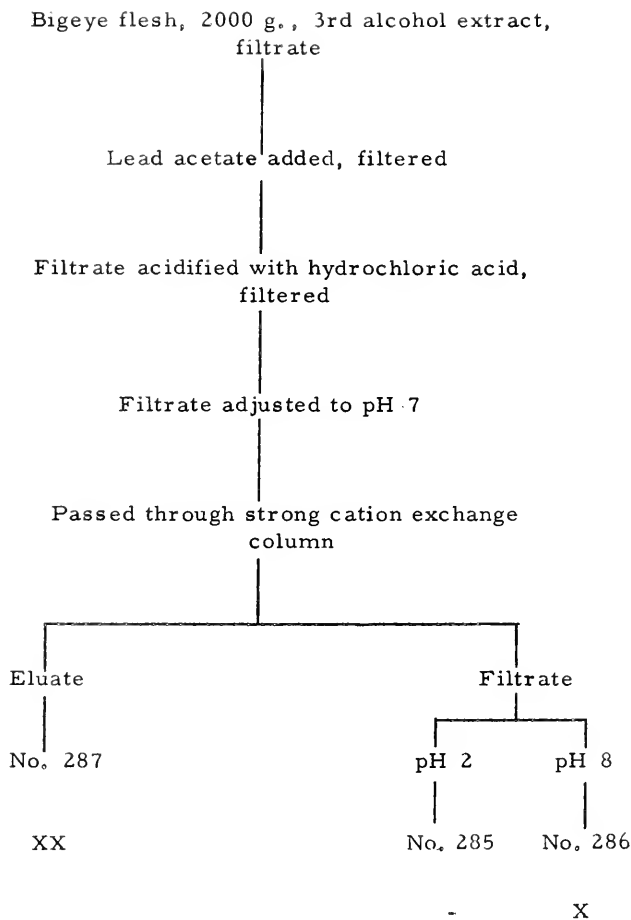 Bigeye flesh, 2000 g., 3rd alcohol extract,
filtrate
Lead acetate added, filtered
Filtrate acidified with hydrochloric acid,
filtered
Filtrate adjusted to pH 7
Passed through strong cation exchange
column
Eluate
Filtrate
No. 287
pH 2
pH 8
XX
No. 285
No. 286
-
X